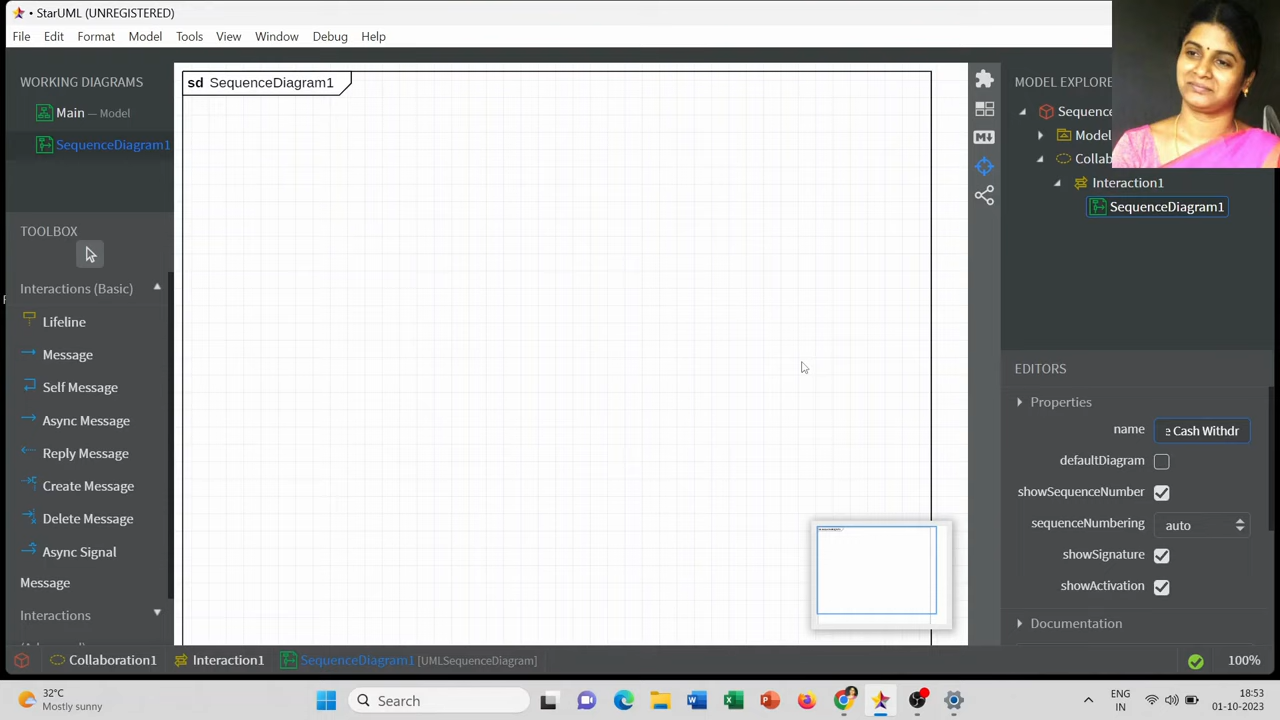 • StarUML (UNREGISTERED)
File Edit Format Model Tools View Window Debug Help
WORKING DIAGRAMS
Main — Model
SequenceDiagram1
TOOLBOX
Interactions (Basic)
Lifeline
Message
Self Message
Async Message
Reply Message
Create Message
Delete Message
Async Signal
Message
Interactions
sd SequenceDiagram1
MODEL EXPLORE
Sequence
Model
Collab
Interaction1
SequenceDiagram1
EDITORS
Properties
name e Cash Withdr
defaultDiagram
showSequenceNumber
sequenceNumbering auto
showSignature
showActivation
Documentation
Collaboration1 Interaction1 SequenceDiagram1 [UMLSequenceDiagram] 100%
32°C
Mostly sunny
Search
ENG
IN
18:53
01-10-2023